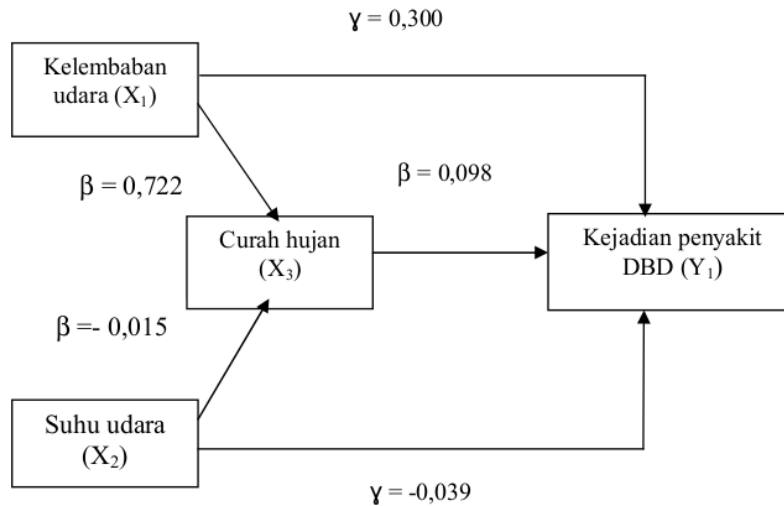 ɣ = 0,300
Kelembaban
udara (X₁)
β = 0,722
β = 0,098
Curah hujan
(X₃)
Kejadian penyakit
DBD (Y₁)
β =- 0,015
Suhu udara
(X₂)
ɣ = -0,039